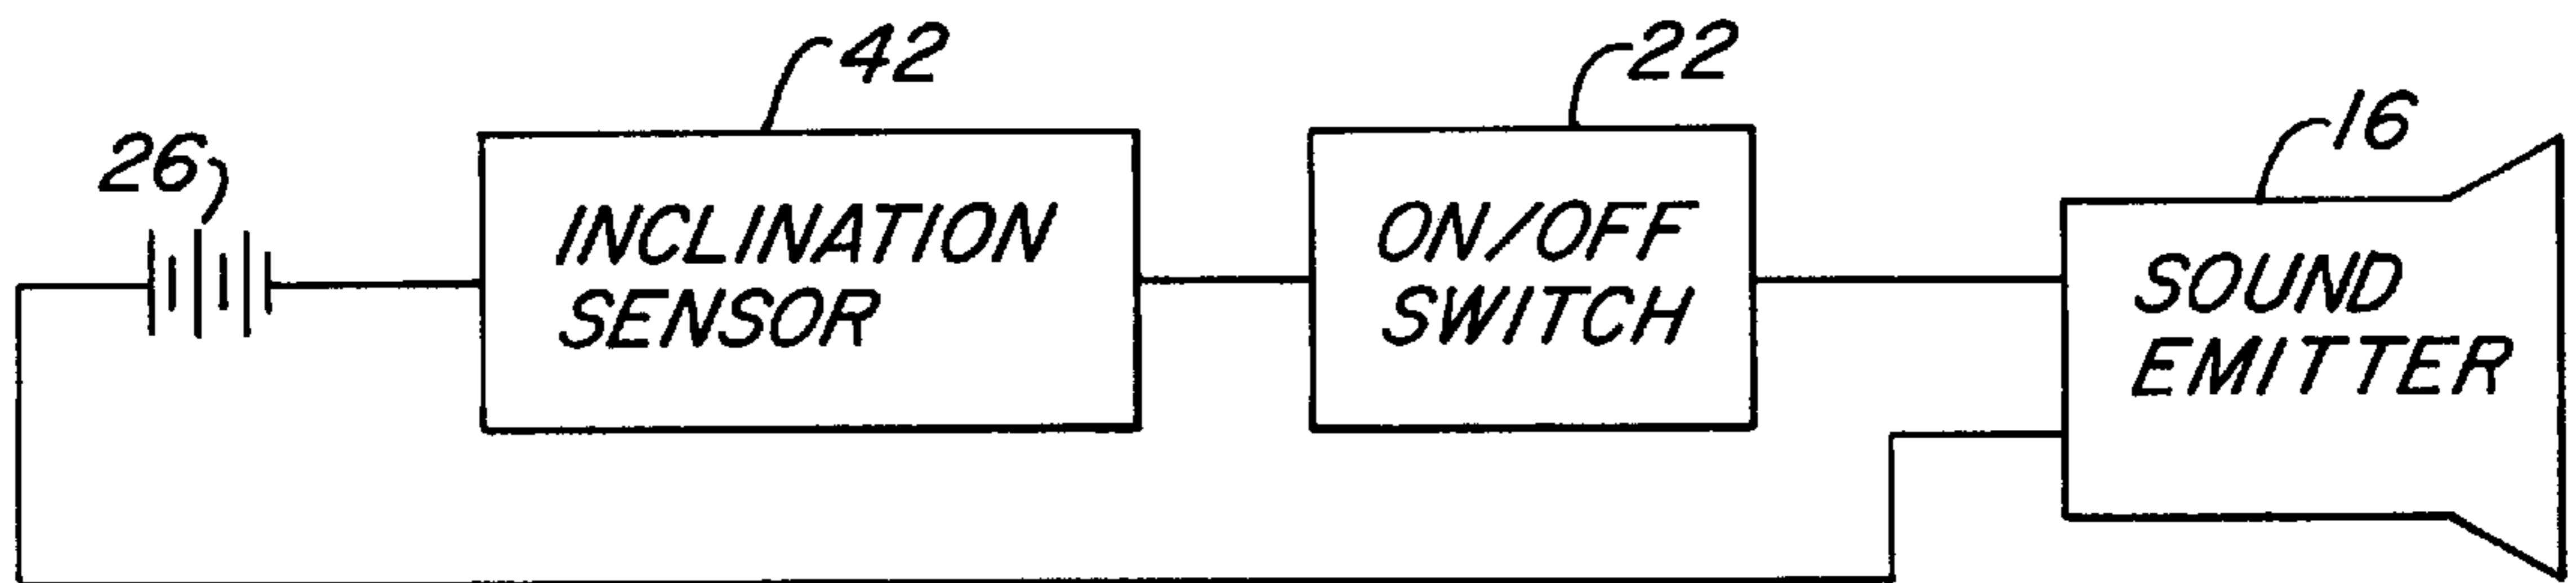 42
22
16
26
INCLINATION
SENSOR
ON/OFF
SWITCH
SOUND
EMITTER